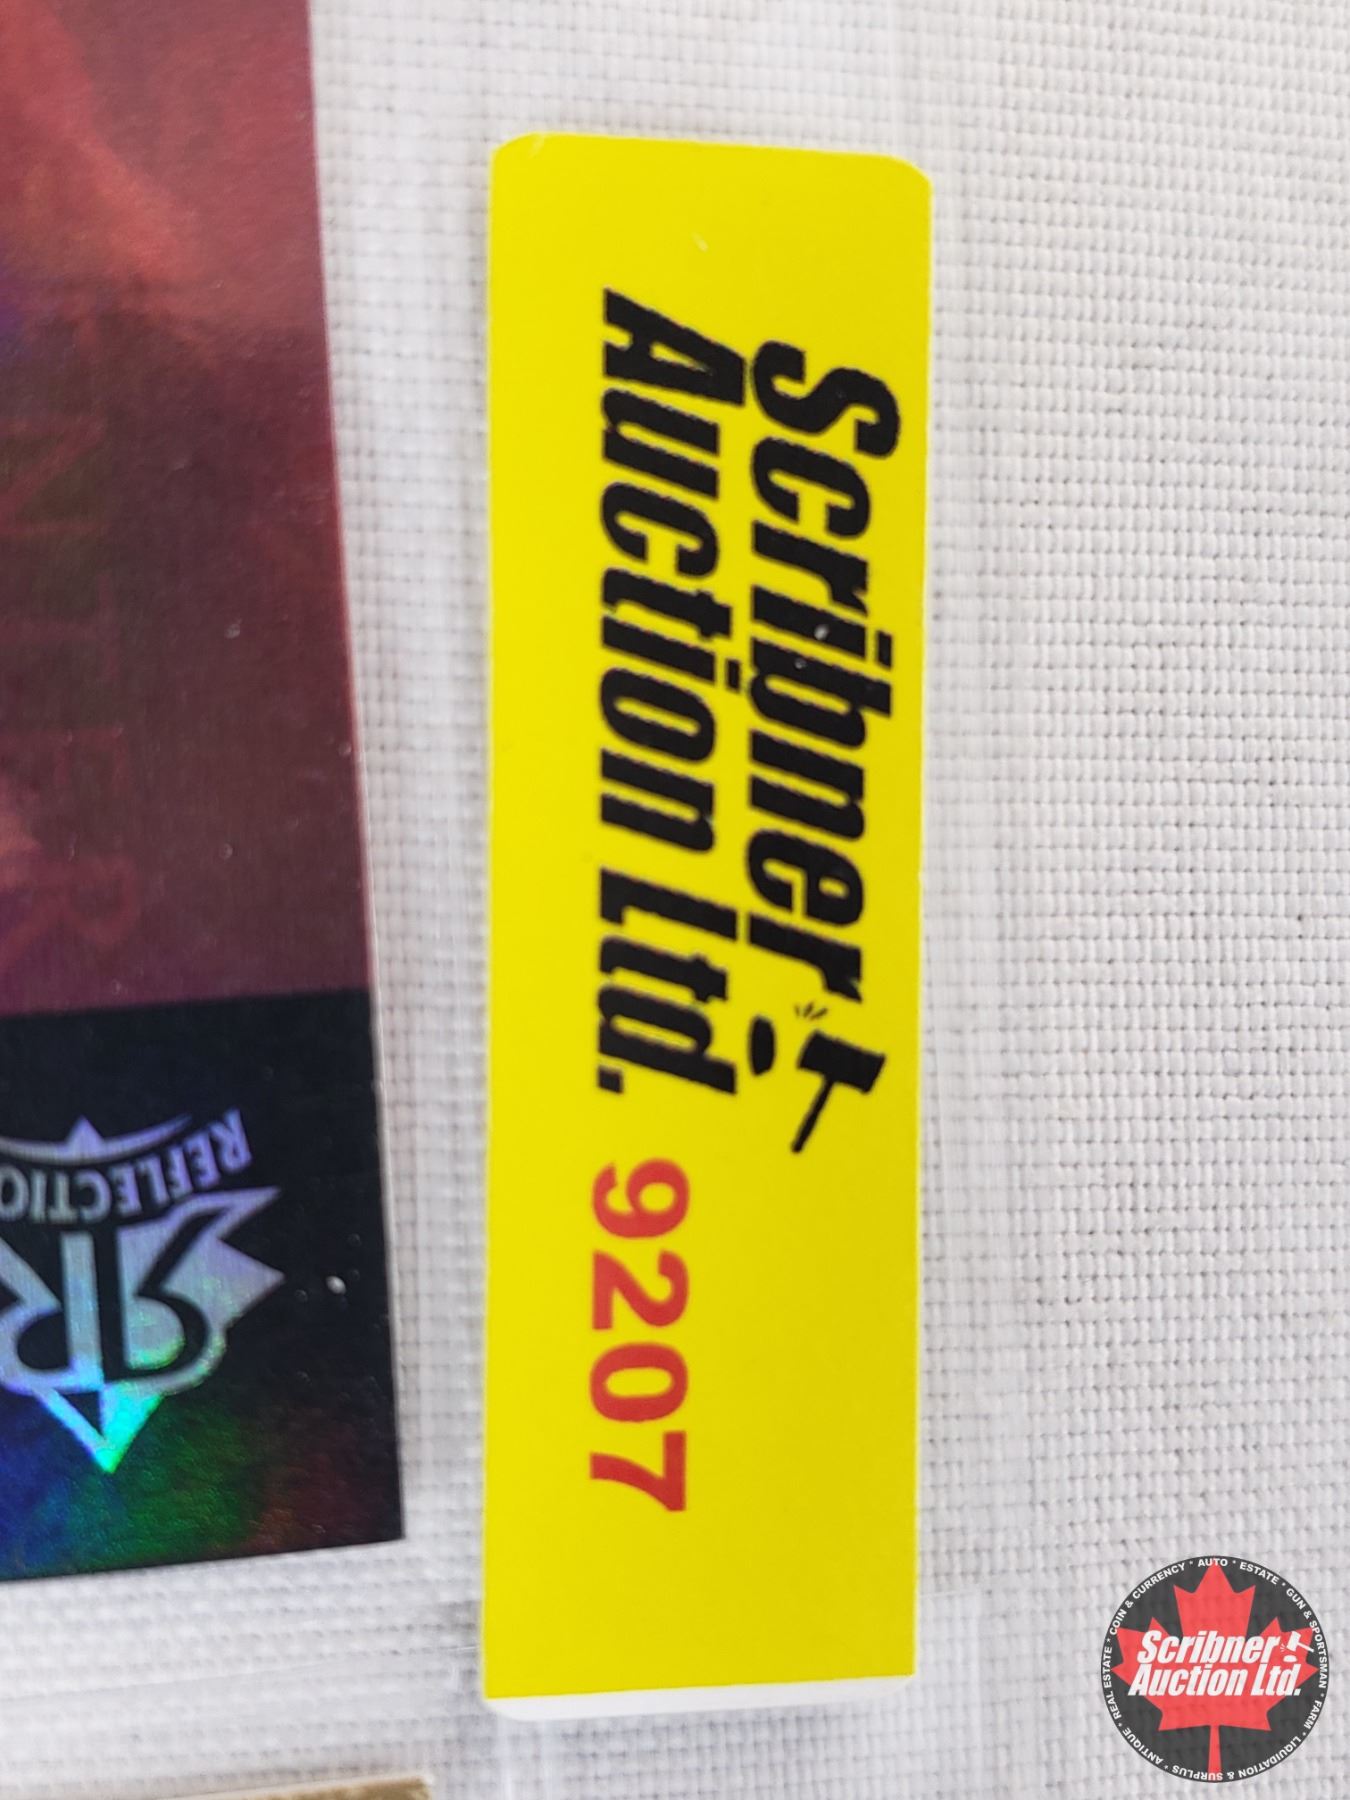 Scribner
Auction Ltd. 9207
REFLECTIO
R
Scribner
Auction Ltd.
ANTIQUE * REAL ESTATE * COIN & CURRENCY * AUTO * ESTATE * GUN & SPORTSMAN * FARM * LIQUIDATION & SURPLUS *